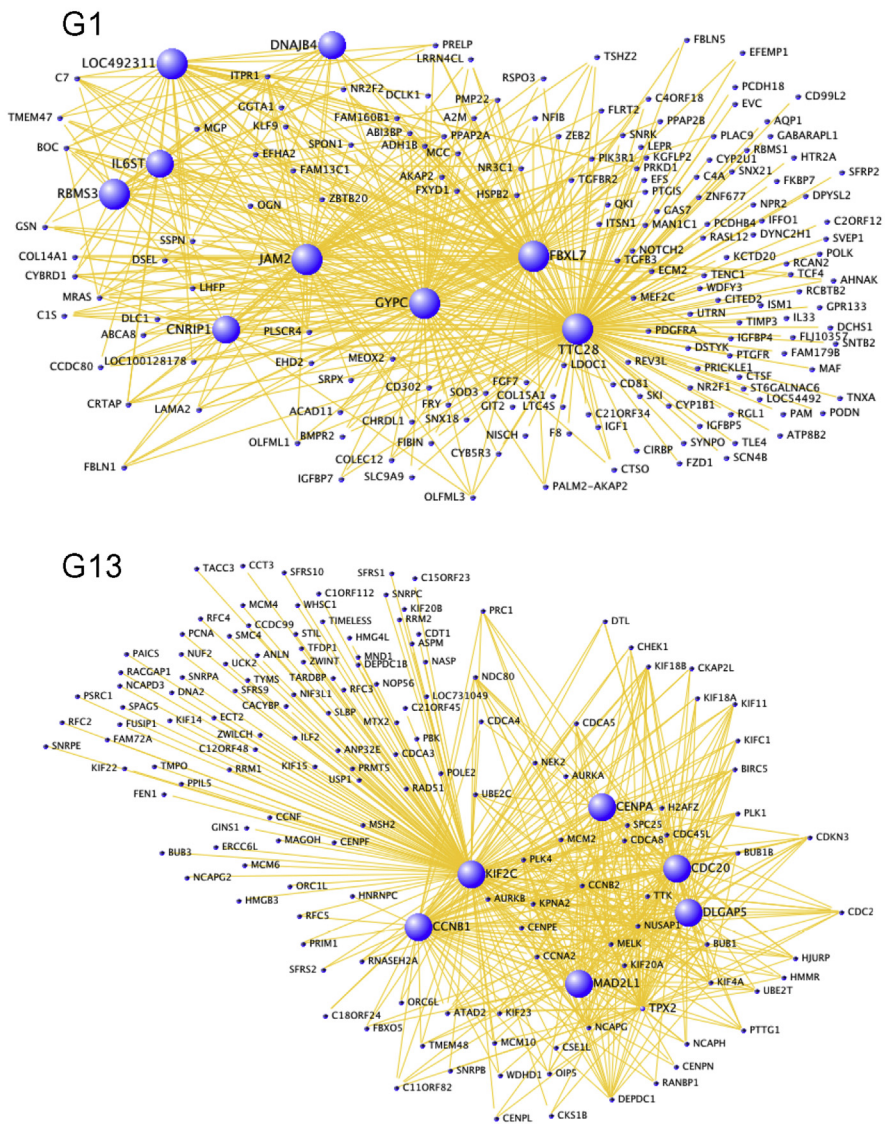 G1
DNAJB4
LOC492311
PRELP
LRRN4CL
FBLN5
EFEMP1
TSHZ2
C7
ITPR1
NR2F2
DCLK1
RSPO3
PCDH18
CD99L2
TMEM47
GGTA1
PMP22
C4ORF18
EVC
FAM160B1
A2M
NFIB
FLRT2
PPAP2B
AQP1
MGP
KLF9
ABI3BP
PPAP2A
ZEB2
SNRK
PLAC9
GABARAPL1
BOC
SPON1
ADH1B
MCC
LEPR
RBMS1
EFHA2
PIK3R1
KGFLP2
CYP2U1
HTR2A
IL6ST
FAM13C1
AKAP2
NR3C1
TGFBR2
PRKD1
SNX21
SFRP2
FXYD1
EFS
C4A
FKBP7
RBMS3
HSPB2
PTGIS
ZNF677
DPYSL2
ZBTB20
OGN
QKI
GAS7
NPR2
ITSN1
MAN1C1
PCDHB4
IFFO1
C2ORF12
GSN
SSPN
RASL12
DYNC2H1
SVEP1
COL14A1
DSEL
JAM2
FBXL7
NOTCH2
KCTD20
POLK
TGFB3
RCAN2
CYBRD1
ECM2
TENC1
TCF4
AHNAK
LHFP
WDFY3
RCBTB2
MRAS
GYPC
MEF2C
CITED2
ISM1
GPR133
C1S
DLC1
UTRN
IL33
ABCA8
CNRIP1
PLSCR4
TIMP3
DCHS1
TTC28
PDGFRA
IGFBP4
FLJ10357
SNTB2
DSTYK
CCDC80
LOC100128178
EHD2
MEOX2
LDOC1
PTGFR
FAM179B
REV3L
PRICKLE1
MAF
SRPX
CD302
FGF7
CTSF
SOD3
COL15A1
CD81
NR2F1
ST6GALNAC6
CRTAP
LAMA2
ACAD11
FRY
GIT2
LTC4S
SKI
LOC54492
TNXA
CHRDL1
SNX18
C21ORF34
CYP1B1
RGL1
PAM
PODN
OLFML1
BMPR2
FIBIN
NISCH
F8
IGF1
IGFBP5
SYNPO
TLE4
ATP8B2
FBLN1
COLEC12
CYB5R3
CIRBP
SCN4B
IGFBP7
SLC9A9
CTSO
FZD1
OLFML3
PALM2-AKAP2
G13
TACC3
CCT3
SFRS10
SFRS1
C15ORF23
C1ORF112
SNRPC
MCM4
WHSC1
KIF20B
PRC1
RFC4
CCDC99
TIMELESS
RRM2
DTL
PCNA
SMC4
STIL
HMG4L
CDT1
TFDP1
ASPM
CHEK1
PAICS
NUF2
ANLN
ZWINT
MND1
NASP
UCK2
DEPDC1B
KIF18B
CKAP2L
RACGAP1
SNRPA
TYMS
TARDBP
NDC80
NCAPD3
DNA2
SFRS9
NIF3L1
RFC3
NOP56
LOC731049
KIF18A
PSRC1
SPAG5
CACYBP
SLBP
C21ORF45
KIF11
RFC2
FUSIP1
KIF14
ECT2
MTX2
CDCA4
CDCA5
FAM72A
ZWILCH
ILF2
PBK
KIFC1
SNRPE
C12ORF48
ANP32E
CDCA3
NEK2
KIF22
TMPO
RRM1
KIF15
PRMT5
POLE2
AURKA
BIRC5
PPIL5
USP1
RAD51
FEN1
UBE2C
CENPA
H2AFZ
CCNF
PLK1
GINS1
MSH2
SPC25
ERCC6L
MAGOH
CENPF
MCM2
CDCA8
CDC45L
CDKN3
BUB3
PLK4
BUB1B
MCM6
KIF2C
CDC20
NCAPG2
ORC1L
CCNB2
HMGB3
HNRNPC
AURKB
KPNA2
TTK
DLGAP5
CDC2
RFC5
CCNB1
CENPE
NUSAP1
PRIM1
MELK
BUB1
RNASEH2A
CCNA2
HJURP
SFRS2
KIF20A
MAD2L1
KIF4A
HMMR
UBE2T
ORC6L
TPX2
C18ORF24
ATAD2
KIF23
FBXO5
NCAPG
PTTG1
TMEM48
MCM10
CSE1L
NCAPH
SNRPB
WDHD1
OIP5
CENPN
C11ORF82
RANBP1
DEPDC1
CENPL
CKS1B